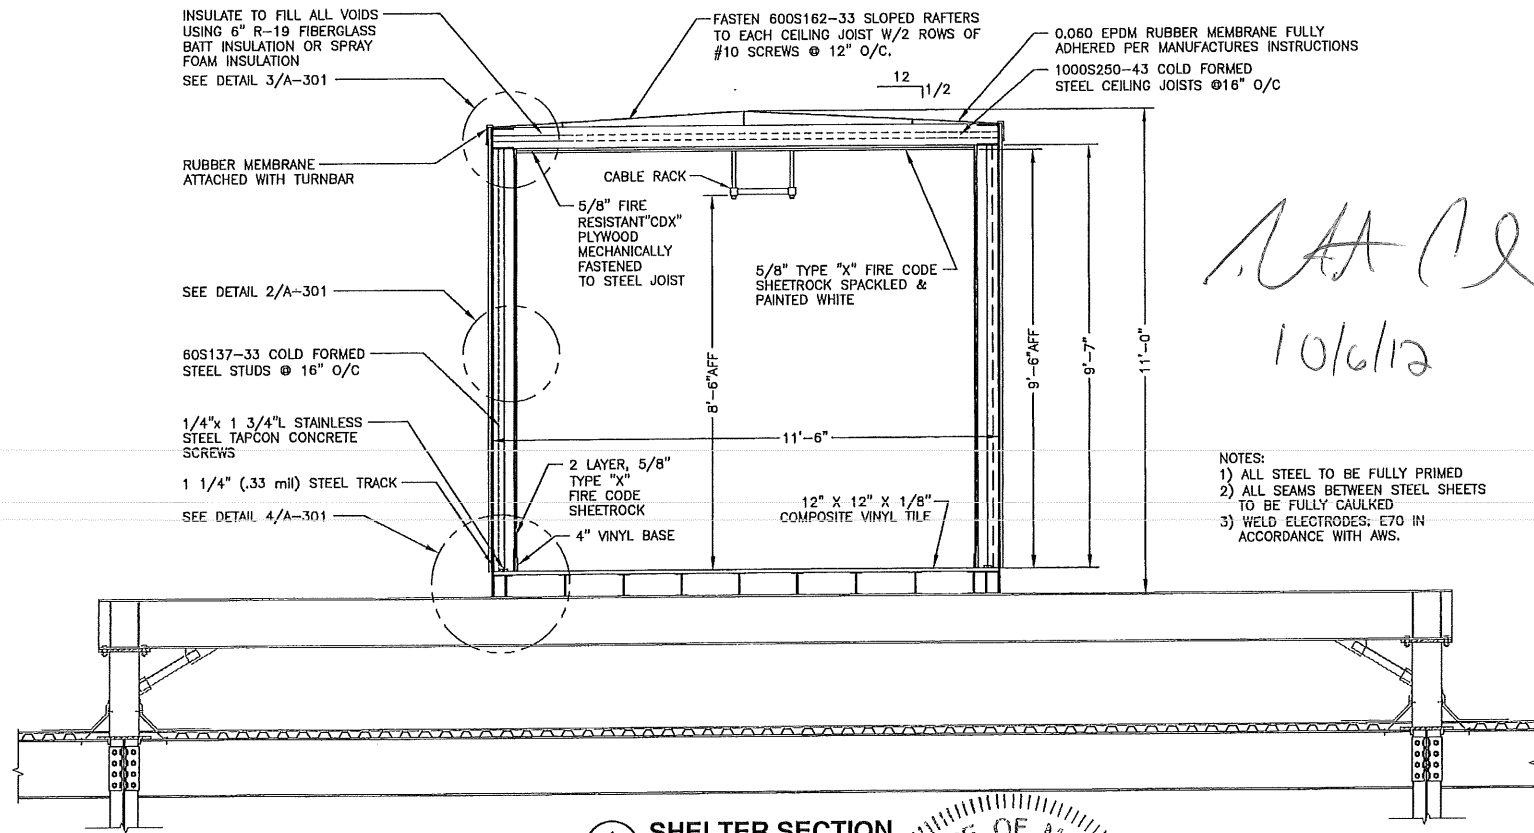 INSULATE TO FILL ALL VOIDS
USING 6" R-19 FIBERGLASS
BATT INSULATION OR SPRAY
FOAM INSULATION
SEE DETAIL 3/A-301
FASTEN 600S162-33 SLOPED RAFTERS
TO EACH CEILING JOIST W/2 ROWS OF
#10 SCREWS @ 12" O/C.
0.060 EPDM RUBBER MEMBRANE FULLY
ADHERED PER MANUFACTURES INSTRUCTIONS
1000S250-43 COLD FORMED
STEEL CEILING JOISTS @16" O/C
12
1/2
RUBBER MEMBRANE
ATTACHED WITH TURNBAR
CABLE RACK
5/8" FIRE
RESISTANT"CDX"
PLYWOOD
MECHANICALLY
FASTENED
TO STEEL JOIST
5/8" TYPE "X" FIRE CODE
SHEETROCK SPACKLED &
PAINTED WHITE
SEE DETAIL 2/A-301
60S137-33 COLD FORMED
STEEL STUDS @ 16" O/C
8'-6"AFF
9'-6"AFF
9'-7"
11'-0"
10/6/12
1/4"x 1 3/4"L STAINLESS
STEEL TAPCON CONCRETE
SCREWS
11'-6"
1 1/4" (.33 mil) STEEL TRACK
SEE DETAIL 4/A-301
2 LAYER, 5/8"
TYPE "X"
FIRE CODE
SHEETROCK
4" VINYL BASE
12" X 12" X 1/8"
COMPOSITE VINYL TILE
NOTES:
1) ALL STEEL TO BE FULLY PRIMED
2) ALL SEAMS BETWEEN STEEL SHEETS
TO BE FULLY CAULKED
3) WELD ELECTRODES: E70 IN
ACCORDANCE WITH AWS.
SHELTER SECTION
OF